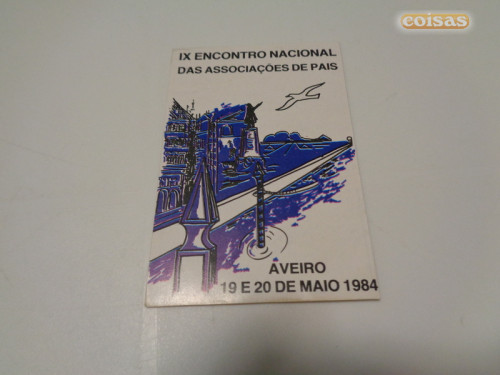 coisas
IX ENCONTRO NACIONAL
DAS ASSOCIAÇÕES DE PAIS
AVEIRO
19 E 20 DE MAIO 1984